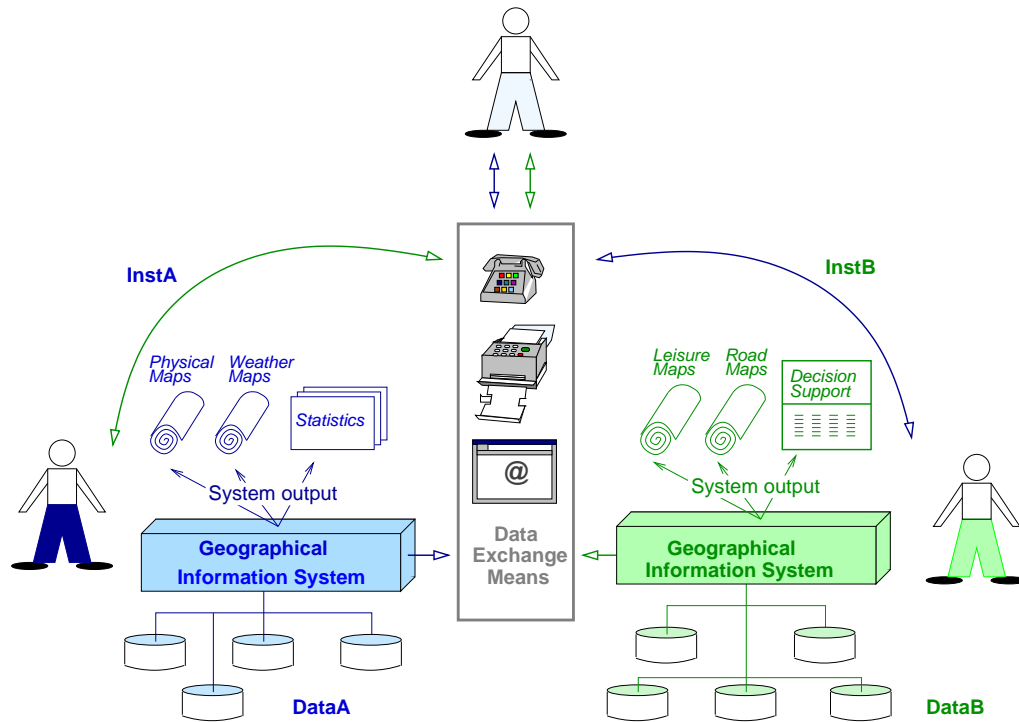 InstA
InstB
Physical
Maps
Weather
Maps
Statistics
Leisure
Maps
Road
Maps
Decision
Support
@
System output
System output
Geographical
Information System
Data
Exchange
Means
Geographical
Information System
DataA
DataB